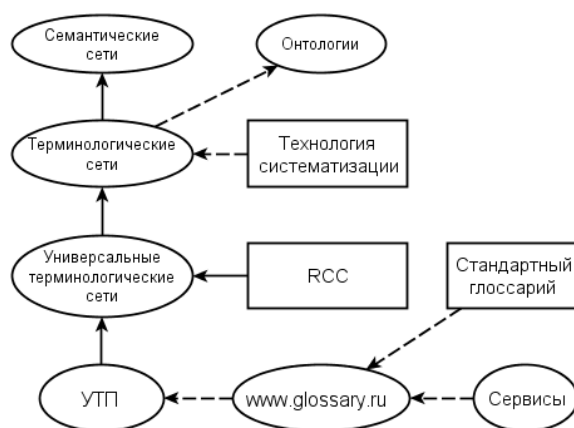 Семантические
сети
Онтологии
Терминологические
сети
Технология
систематизации
Универсальные
терминологические
сети
RCC
Стандартный
глоссарий
УТП
www.glossary.ru
Сервисы